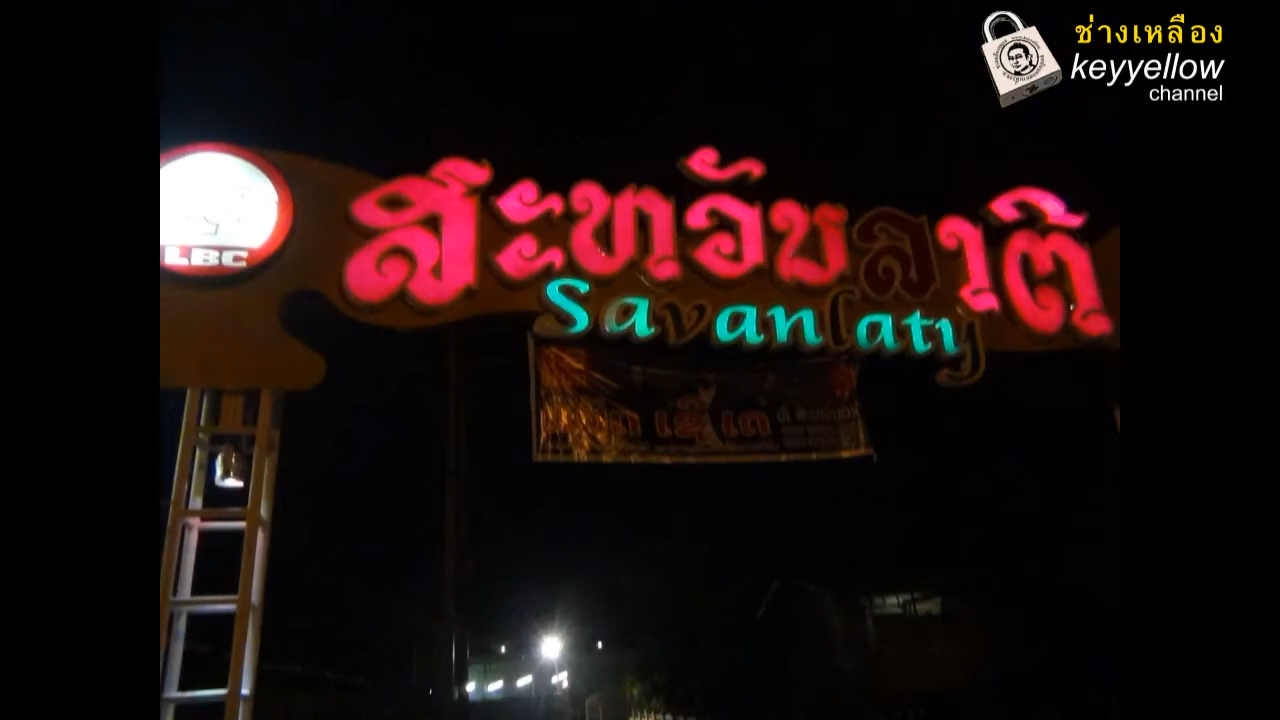 ช่างเหลือง
keyyellow
channel
LBC
ສະຫວັນລາຕີ
Savanlaty